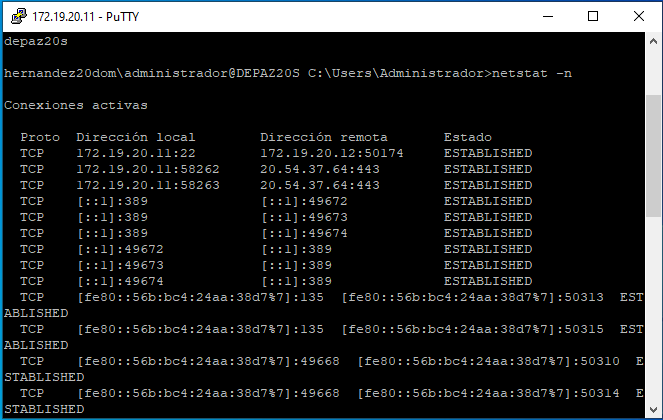 172.19.20.11 - PuTTY
depaz20s
hernandez20dom\administrador@DEPAZ20S C:\Users\Administrador>netstat -n
Conexiones activas
Proto  Dirección local        Dirección remota       Estado
TCP    172.19.20.11:22        172.19.20.12:50174     ESTABLISHED
TCP    172.19.20.11:58262     20.54.37.64:443        ESTABLISHED
TCP    172.19.20.11:58263     20.54.37.64:443        ESTABLISHED
TCP    [::1]:389              [::1]:49672            ESTABLISHED
TCP    [::1]:389              [::1]:49673            ESTABLISHED
TCP    [::1]:389              [::1]:49674            ESTABLISHED
TCP    [::1]:49672            [::1]:389              ESTABLISHED
TCP    [::1]:49673            [::1]:389              ESTABLISHED
TCP    [::1]:49674            [::1]:389              ESTABLISHED
TCP    [fe80::56b:bc4:24aa:38d7%7]:135  [fe80::56b:bc4:24aa:38d7%7]:50313  EST
ABLISHED
TCP    [fe80::56b:bc4:24aa:38d7%7]:135  [fe80::56b:bc4:24aa:38d7%7]:50315  EST
ABLISHED
TCP    [fe80::56b:bc4:24aa:38d7%7]:49668  [fe80::56b:bc4:24aa:38d7%7]:50310  E
STABLISHED
TCP    [fe80::56b:bc4:24aa:38d7%7]:49668  [fe80::56b:bc4:24aa:38d7%7]:50314  E
STABLISHED